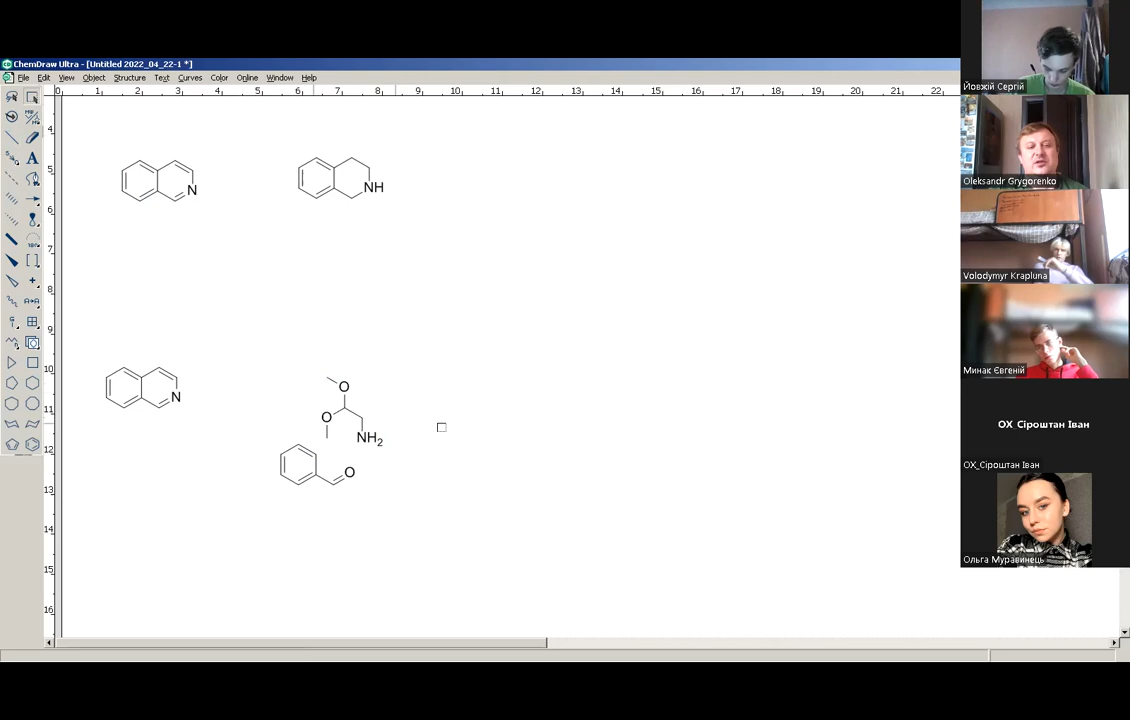 ChemDraw Ultra - [Untitled 2022_04_22-1 *]
File Edit View Object Structure Text Curves Color Online Window Help
0 1 2 3 4 5 6 7 8 9 10 11 12 13 14 15 16 17 18 19 20 21 22
4
5
6
7
8
9
10
11
12
13
14
15
16
A
N
NH
N
O
O
NH2
O
Йовжій Сергій
Oleksandr Grygorenko
Volodymyr Krapluna
Минак Євгеній
ОХ_Сіроштан Іван
ОХ_Сіроштан Іван
Ольга Муравинець